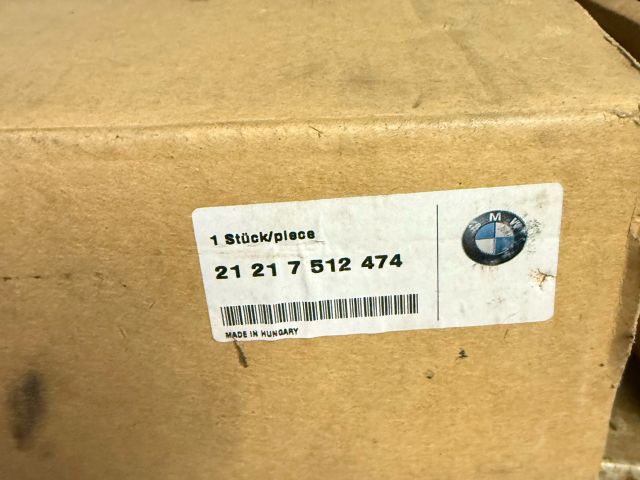 1 Stück/piece
21 21 7 512 474
MADE IN HUNGARY
BMW